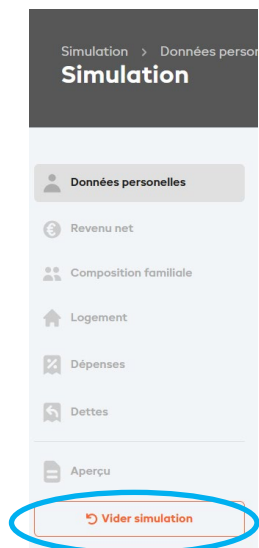 Simulation > Données person
Simulation
Données personelles
Revenu net
Composition familiale
Logement
Dépenses
Dettes
Aperçu
Vider simulation